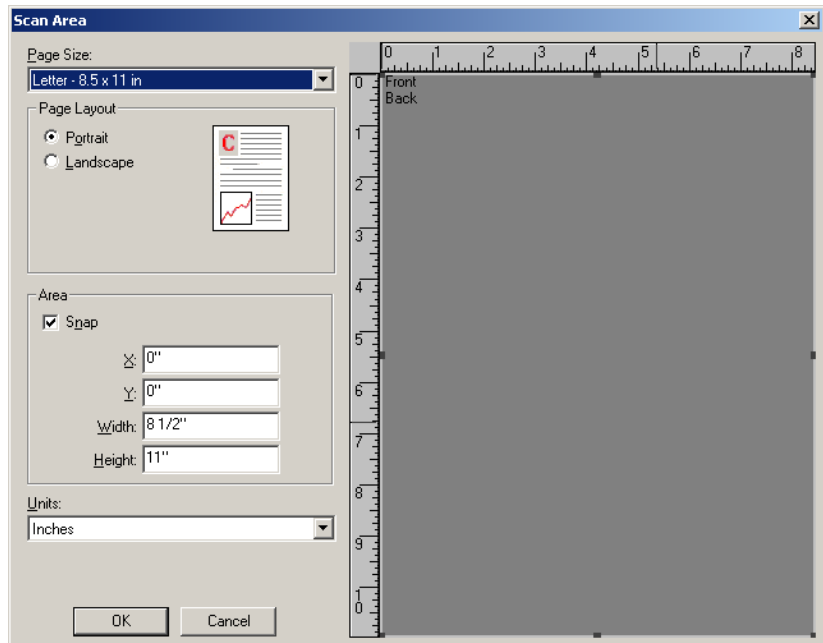 Scan Area
Page Size:
Letter - 8.5 x 11 in
Page Layout
Portrait
Landscape
C
Area
Snap
X: 0"
Y: 0"
Width: 8 1/2"
Height: 11"
Units:
Inches
OK Cancel
0 1 2 3 4 5 6 7 8
Front
Back
0
1
2
3
4
5
6
7
8
9
10